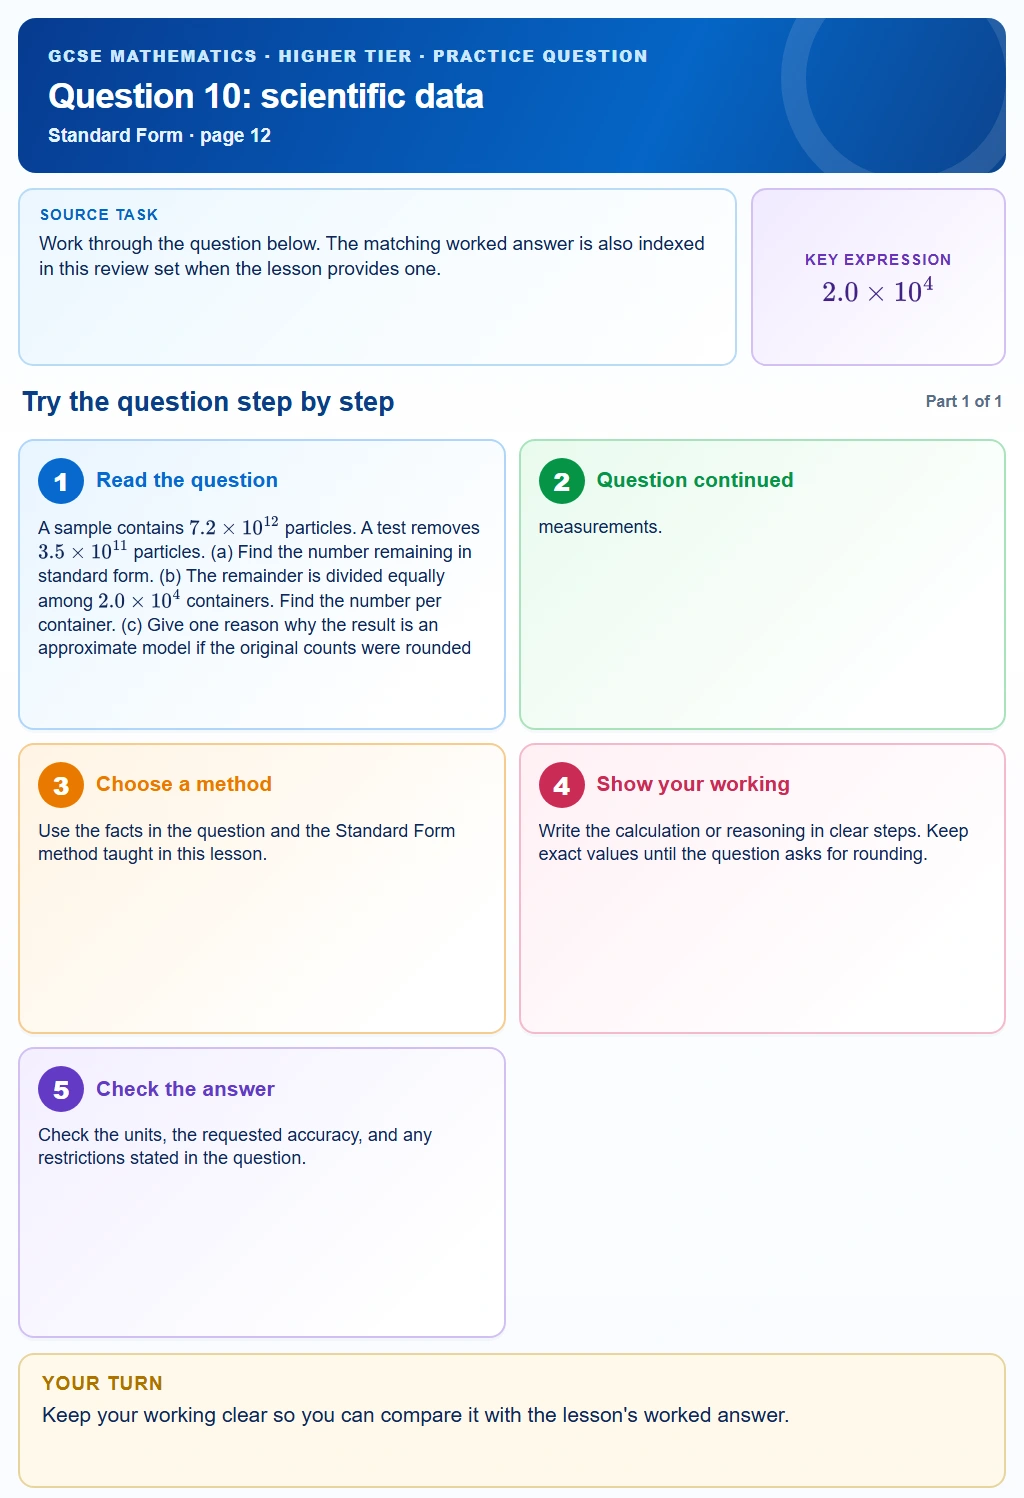 GCSE MATHEMATICS · HIGHER TIER · PRACTICE QUESTION
Question 10: scientific data
Standard Form · page 12
SOURCE TASK
Work through the question below. The matching worked answer is also indexed
in this review set when the lesson provides one.
KEY EXPRESSION
2.0 × 10⁴
Try the question step by step
Part 1 of 1
1 Read the question
A sample contains 7.2 × 10¹² particles. A test removes
3.5 × 10¹¹ particles. (a) Find the number remaining in
standard form. (b) The remainder is divided equally
among 2.0 × 10⁴ containers. Find the number per
container. (c) Give one reason why the result is an
approximate model if the original counts were rounded
2 Question continued
measurements.
3 Choose a method
Use the facts in the question and the Standard Form
method taught in this lesson.
4 Show your working
Write the calculation or reasoning in clear steps. Keep
exact values until the question asks for rounding.
5 Check the answer
Check the units, the requested accuracy, and any
restrictions stated in the question.
YOUR TURN
Keep your working clear so you can compare it with the lesson's worked answer.